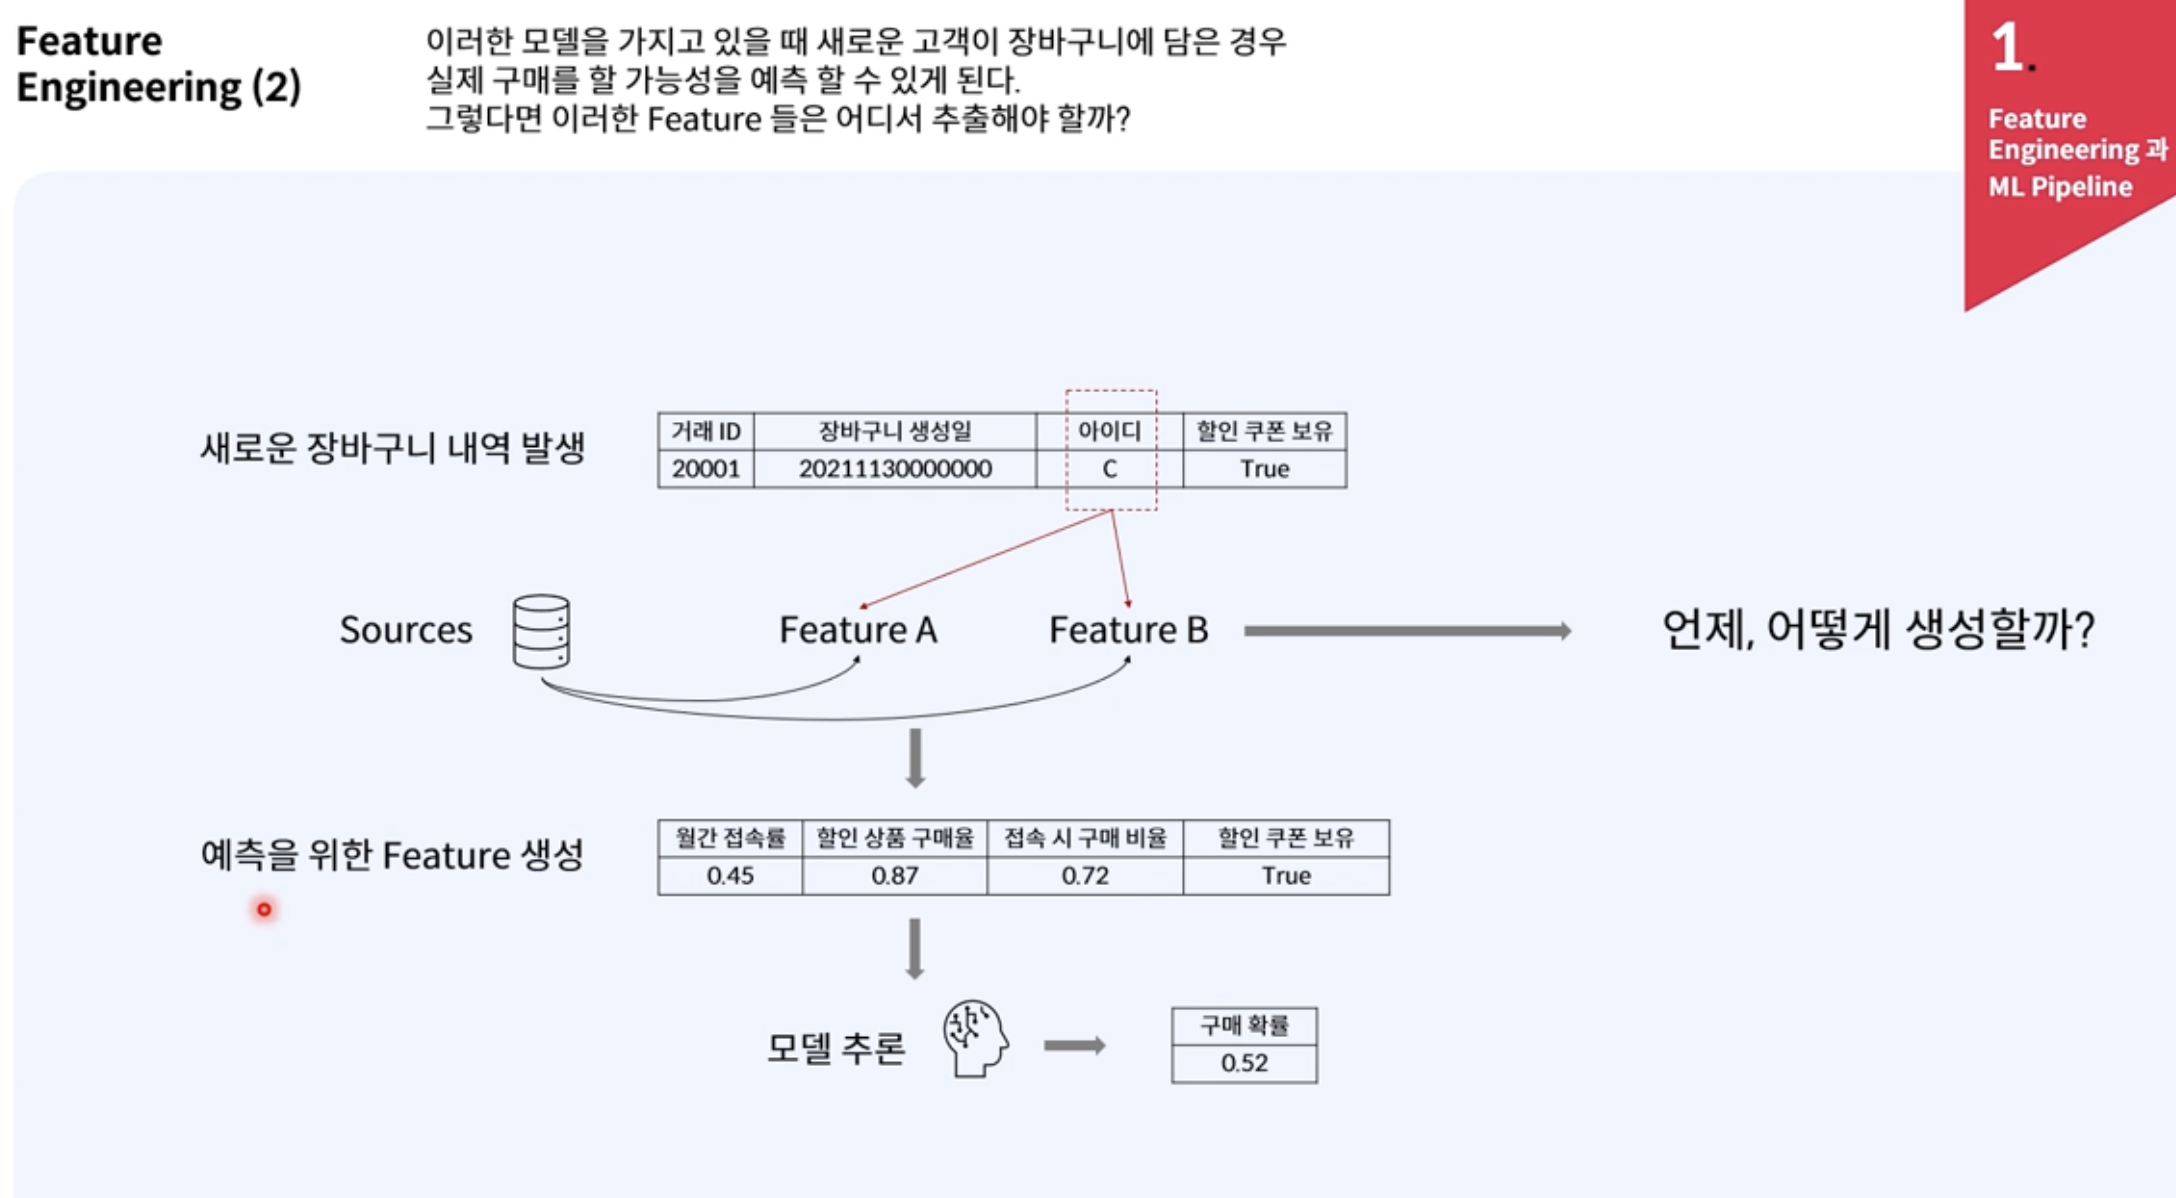 Feature
Engineering (2)
이러한 모델을 가지고 있을 때 새로운 고객이 장바구니에 담은 경우
실제 구매를 할 가능성을 예측 할 수 있게 된다.
그렇다면 이러한 Feature 들은 어디서 추출해야 할까?
1.
Feature
Engineering 과
ML Pipeline
새로운 장바구니 내역 발생
거래 ID 장바구니 생성일 아이디 할인 쿠폰 보유
20001 20211130000000 C True
Sources Feature A Feature B 언제, 어떻게 생성할까?
예측을 위한 Feature 생성
월간 접속률 할인 상품 구매율 접속 시 구매 비율 할인 쿠폰 보유
0.45 0.87 0.72 True
모델 추론
구매 확률
0.52